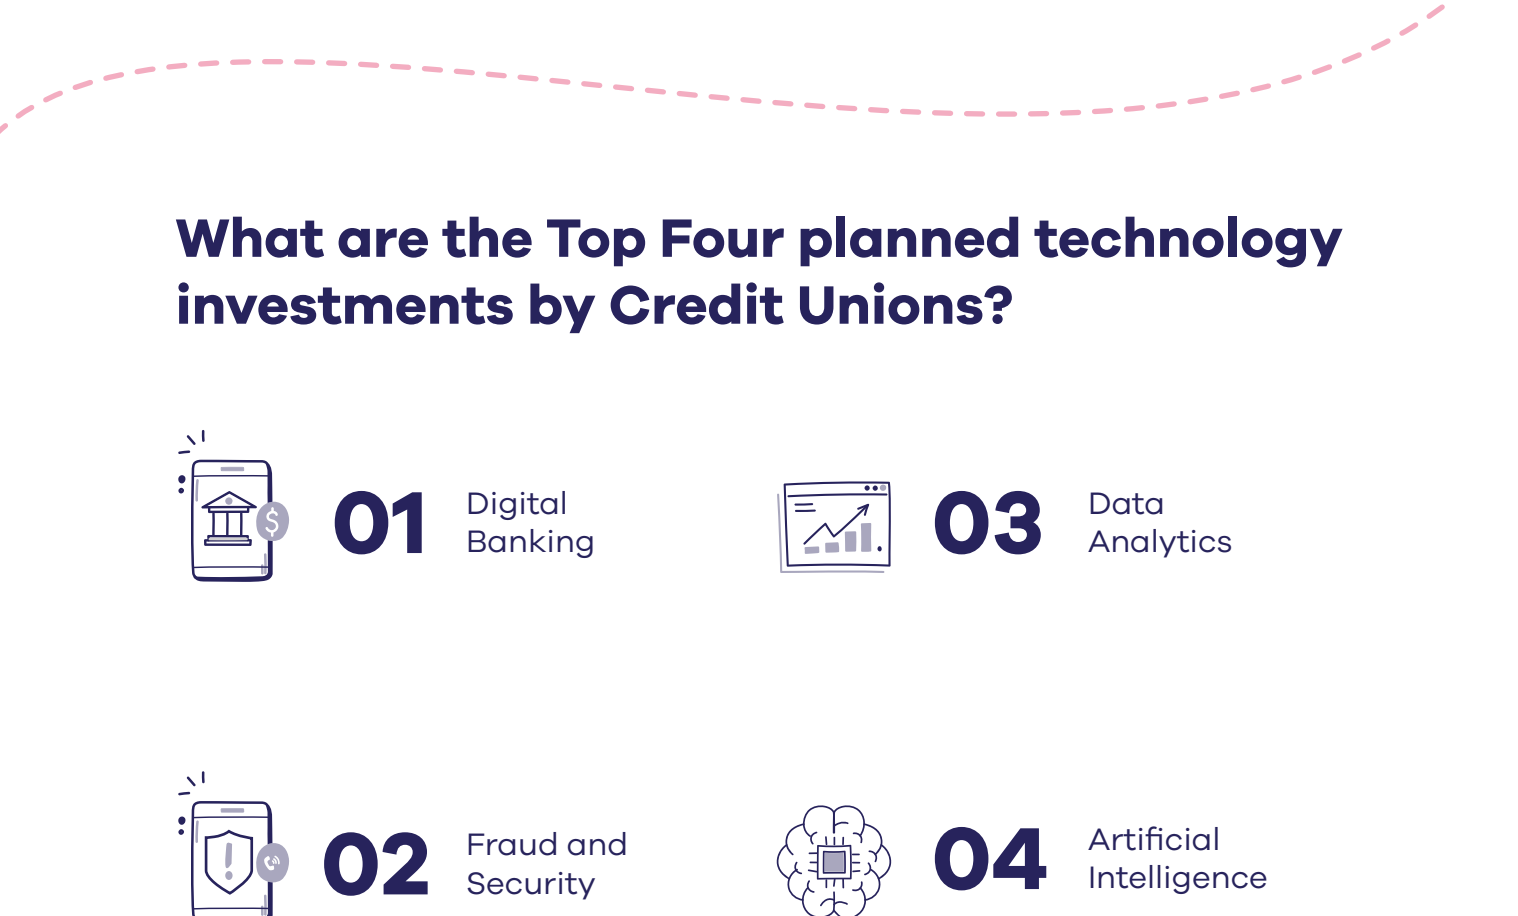 What are the Top Four planned technology
investments by Credit Unions?
01
Digital
Banking
02
Fraud and
Security
03
Data
Analytics
04
Artificial
Intelligence